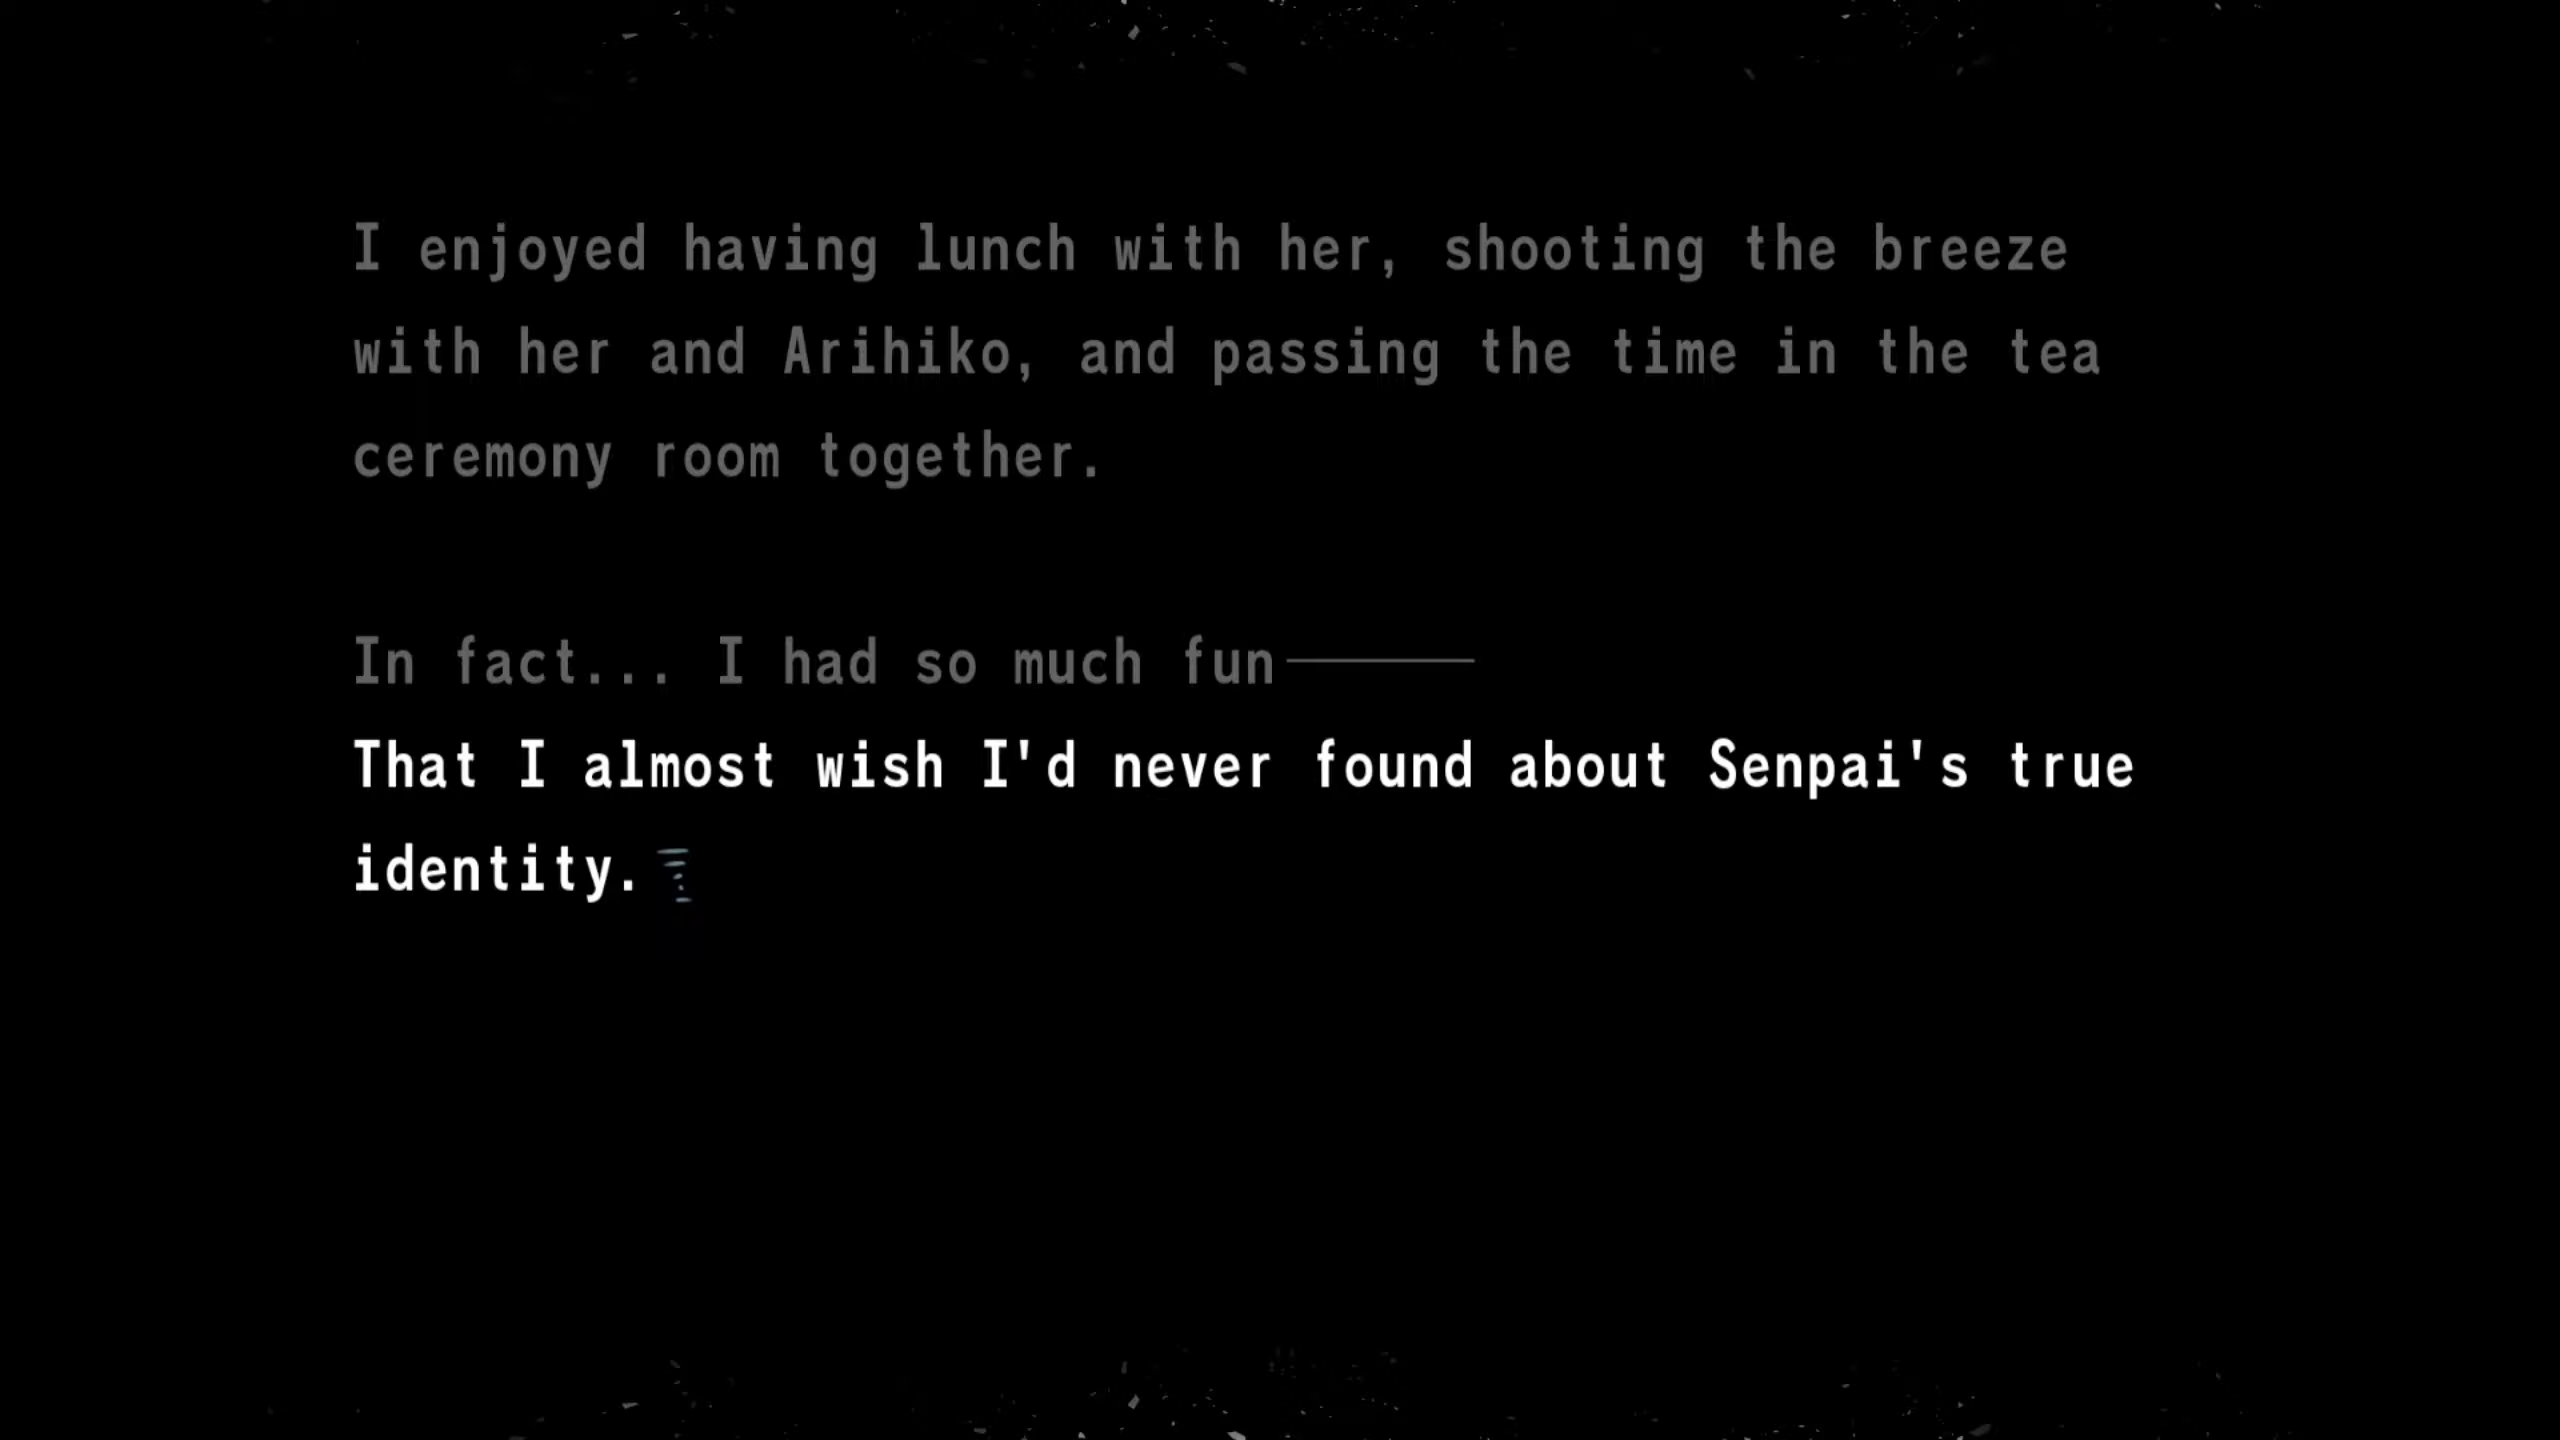 I enjoyed having lunch with her, shooting the breeze
with her and Arihiko, and passing the time in the tea
ceremony room together.
In fact... I had so much fun———
That I almost wish I'd never found about Senpai's true
identity.